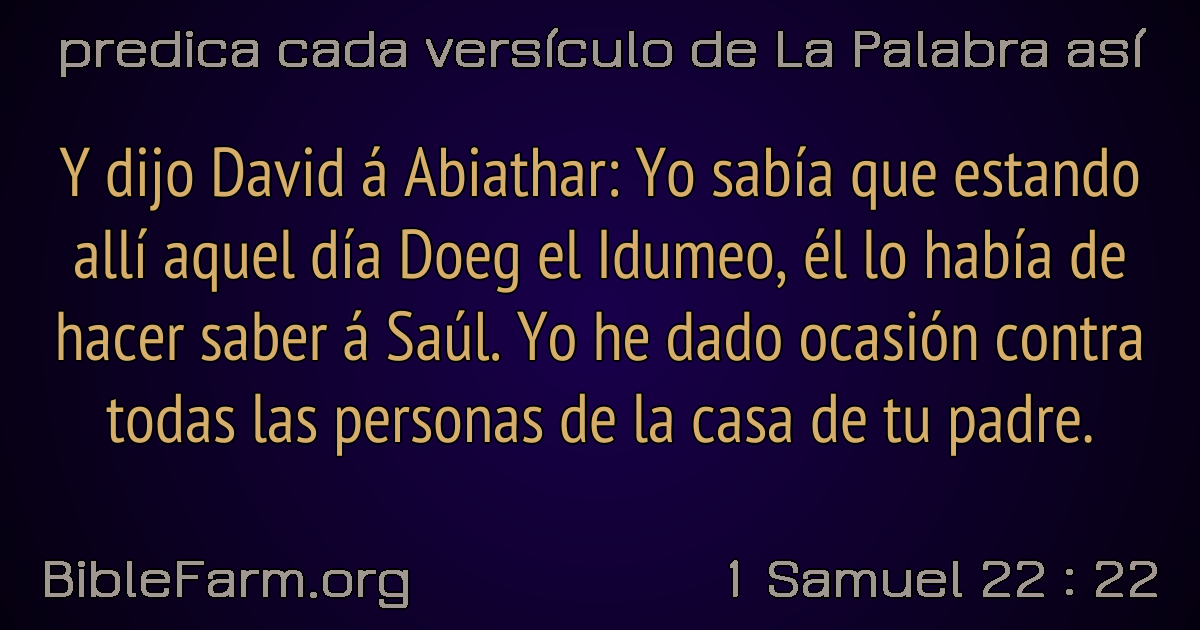 predica cada versículo de La Palabra así
Y dijo David á Abiathar: Yo sabía que estando
allí aquel día Doeg el Idumeo, él lo había de
hacer saber á Saúl. Yo he dado ocasión contra
todas las personas de la casa de tu padre.
BibleFarm.org
1 Samuel 22 : 22